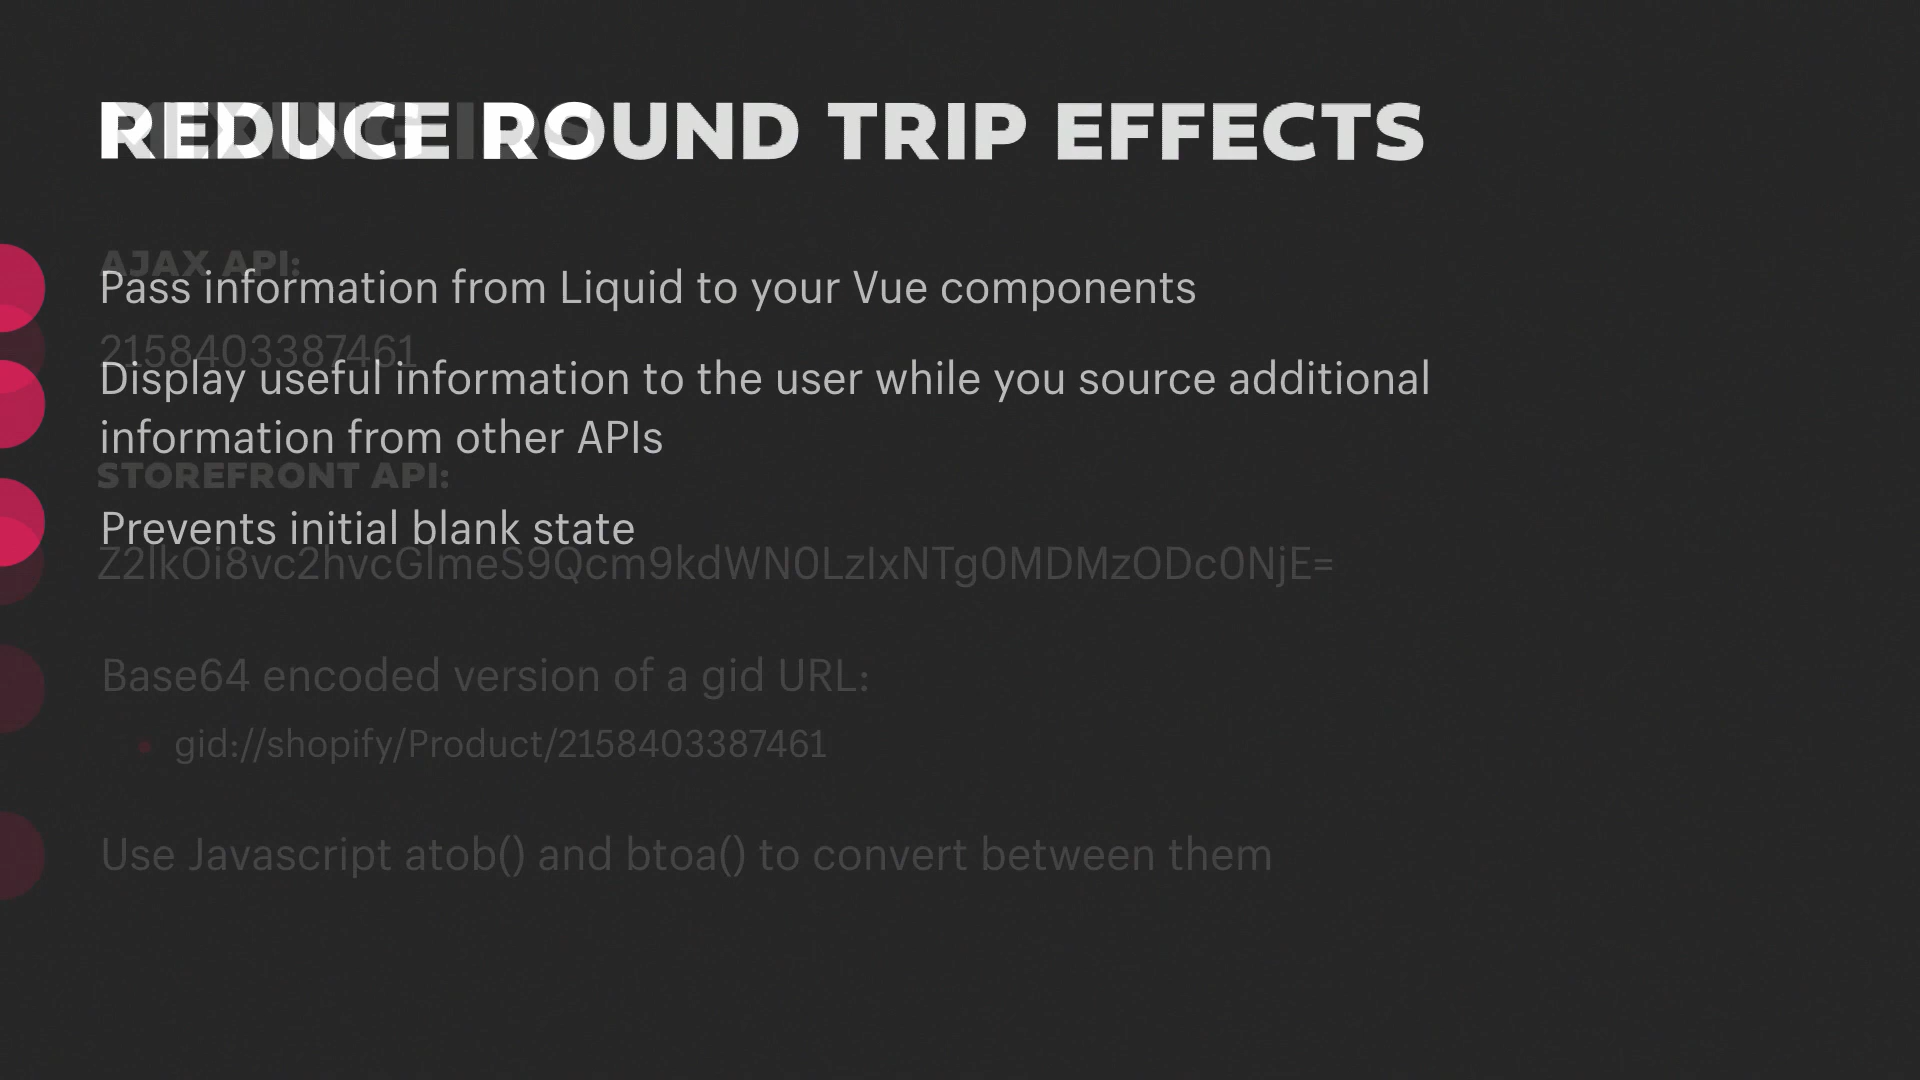 REDUCE ROUND TRIP EFFECTS
MIXING IDS
AJAX API:
Pass information from Liquid to your Vue components
2158403387461
Display useful information to the user while you source additional
information from other APIs
STOREFRONT API:
Prevents initial blank state
Z2lkOi8vc2hvcGlmeS9Qcm9kdWN0LzIxNTg0MDMzODc0NjE=
Base64 encoded version of a gid URL:
gid://shopify/Product/2158403387461
Use Javascript atob() and btoa() to convert between them